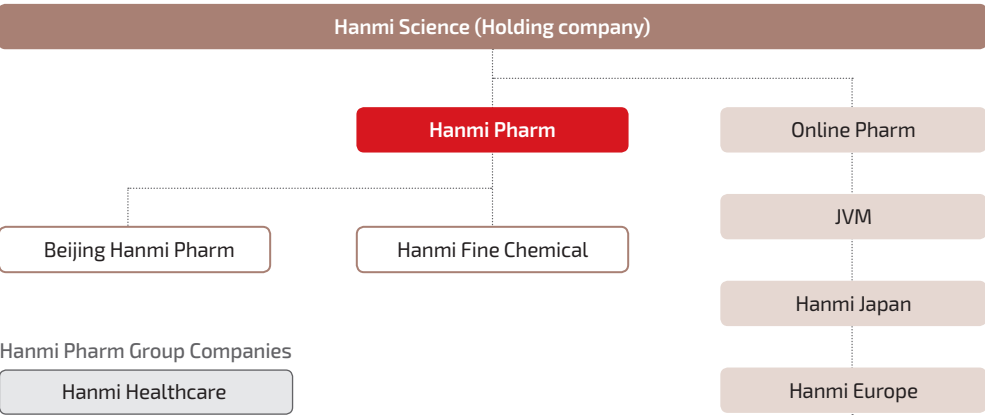 Hanmi Science (Holding company)
Hanmi Pharm
Online Pharm
JVM
Beijing Hanmi Pharm
Hanmi Fine Chemical
Hanmi Japan
Hanmi Pharm Group Companies
Hanmi Healthcare
Hanmi Europe